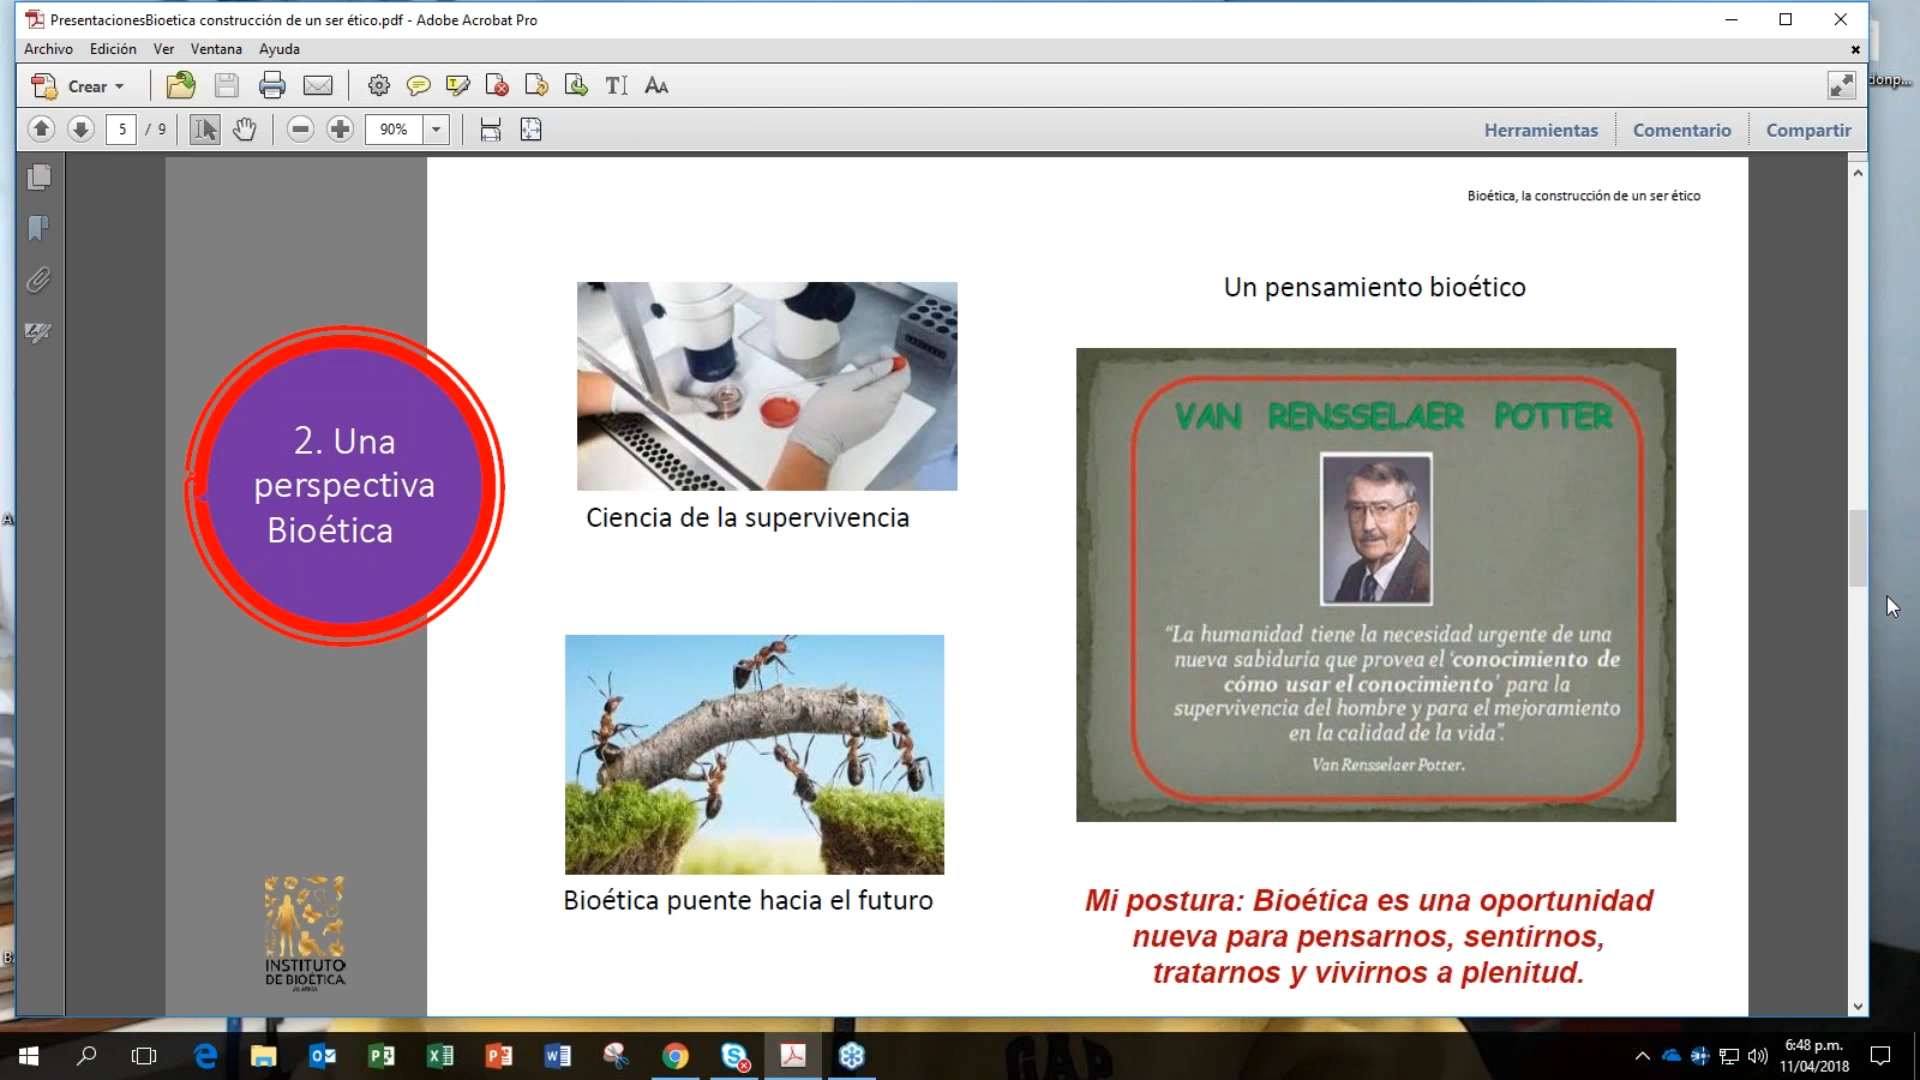 PresentacionesBioetica construcción de un ser ético.pdf - Adobe Acrobat Pro
Archivo Edición Ver Ventana Ayuda
Crear
5 / 9 90% Herramientas Comentario Compartir
Bioética, la construcción de un ser ético
2. Una
perspectiva
Bioética
Ciencia de la supervivencia
Bioética puente hacia el futuro
INSTITUTO
DE BIOÉTICA
Un pensamiento bioético
VAN RENSSELAER POTTER
“La humanidad tiene la necesidad urgente de una
nueva sabiduría que provea el ‘conocimiento de
cómo usar el conocimiento’ para la
supervivencia del hombre y para el mejoramiento
en la calidad de la vida”.
Van Rensselaer Potter.
Mi postura: Bioética es una oportunidad
nueva para pensarnos, sentirnos,
tratarnos y vivirnos a plenitud.
GAP
6:48 p.m.
11/04/2018